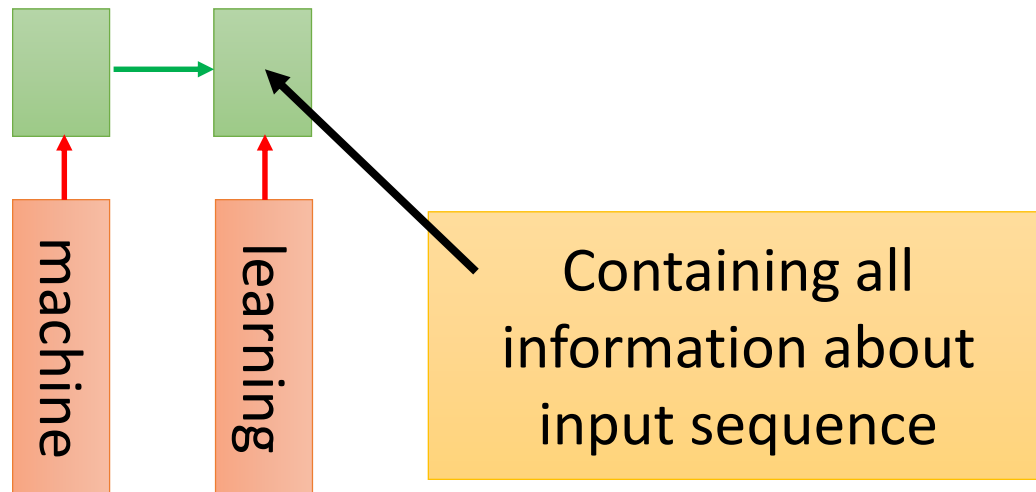 machine
learning
Containing all
information about
input sequence